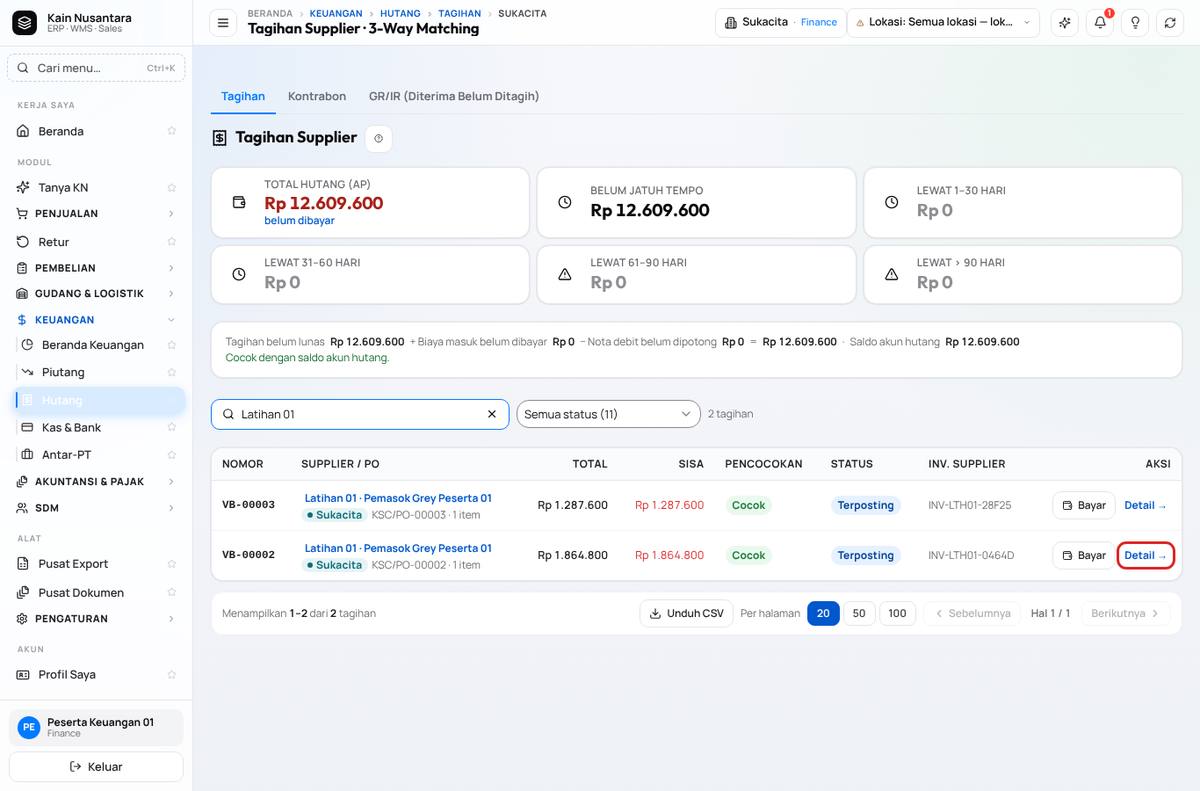 Kain Nusantara
ERP · WMS · Sales
Cari menu... Ctrl+K
KERJA SAYA
Beranda
MODUL
Tanya KN
PENJUALAN
Retur
PEMBELIAN
GUDANG & LOGISTIK
KEUANGAN
Beranda Keuangan
Piutang
Hutang
Kas & Bank
Antar-PT
AKUNTANSI & PAJAK
SDM
ALAT
Pusat Export
Pusat Dokumen
PENGATURAN
AKUN
Profil Saya
PE Peserta Keuangan 01
Finance
Keluar
BERANDA › KEUANGAN › HUTANG › TAGIHAN › SUKACITA
Tagihan Supplier · 3-Way Matching
Sukacita · Finance
Lokasi: Semua lokasi — lok...
1
Tagihan Kontrabon GR/IR (Diterima Belum Ditagih)
Tagihan Supplier
TOTAL HUTANG (AP)
Rp 12.609.600
belum dibayar
BELUM JATUH TEMPO
Rp 12.609.600
LEWAT 1–30 HARI
Rp 0
LEWAT 31–60 HARI
Rp 0
LEWAT 61–90 HARI
Rp 0
LEWAT > 90 HARI
Rp 0
Tagihan belum lunas Rp 12.609.600 + Biaya masuk belum dibayar Rp 0 − Nota debit belum dipotong Rp 0 = Rp 12.609.600 · Saldo akun hutang Rp 12.609.600
Cocok dengan saldo akun hutang.
Latihan 01
Semua status (11)
2 tagihan
NOMOR SUPPLIER / PO TOTAL SISA PENCOCOKAN STATUS INV. SUPPLIER AKSI
VB-00003 Latihan 01 · Pemasok Grey Peserta 01 Rp 1.287.600 Rp 1.287.600 Cocok Terposting INV-LTH01-28F25 Bayar Detail →
Sukacita KSC/PO-00003 · 1 item
VB-00002 Latihan 01 · Pemasok Grey Peserta 01 Rp 1.864.800 Rp 1.864.800 Cocok Terposting INV-LTH01-0464D Bayar Detail →
Sukacita KSC/PO-00002 · 1 item
Menampilkan 1–2 dari 2 tagihan Unduh CSV Per halaman 20 50 100 Sebelumnya Hal 1 / 1 Berikutnya